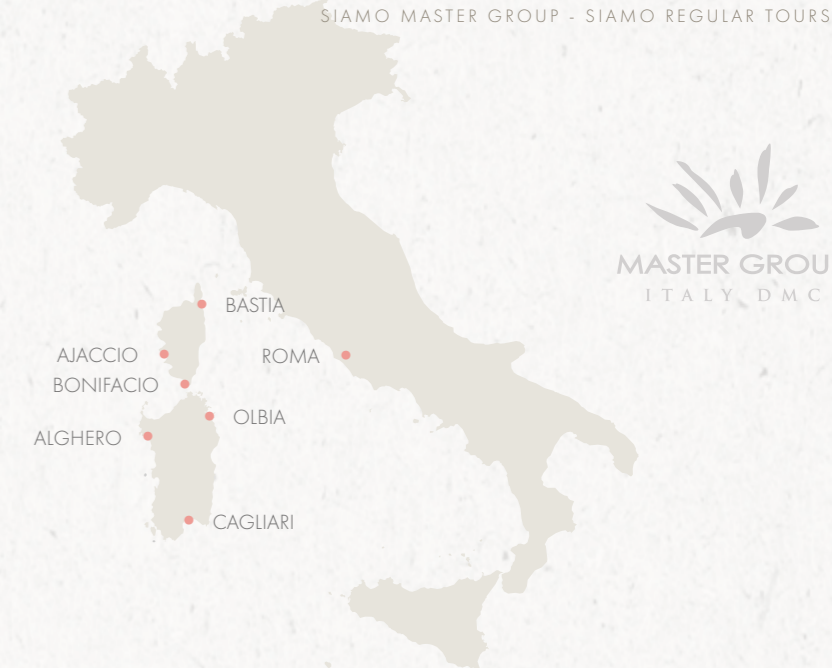 SIAMO MASTER GROUP - SIAMO REGULAR TOURS
MASTER GROU
ITALY DMC
BASTIA
AJACCIO
ROMA
BONIFACIO
OLBIA
ALGHERO
CAGLIARI